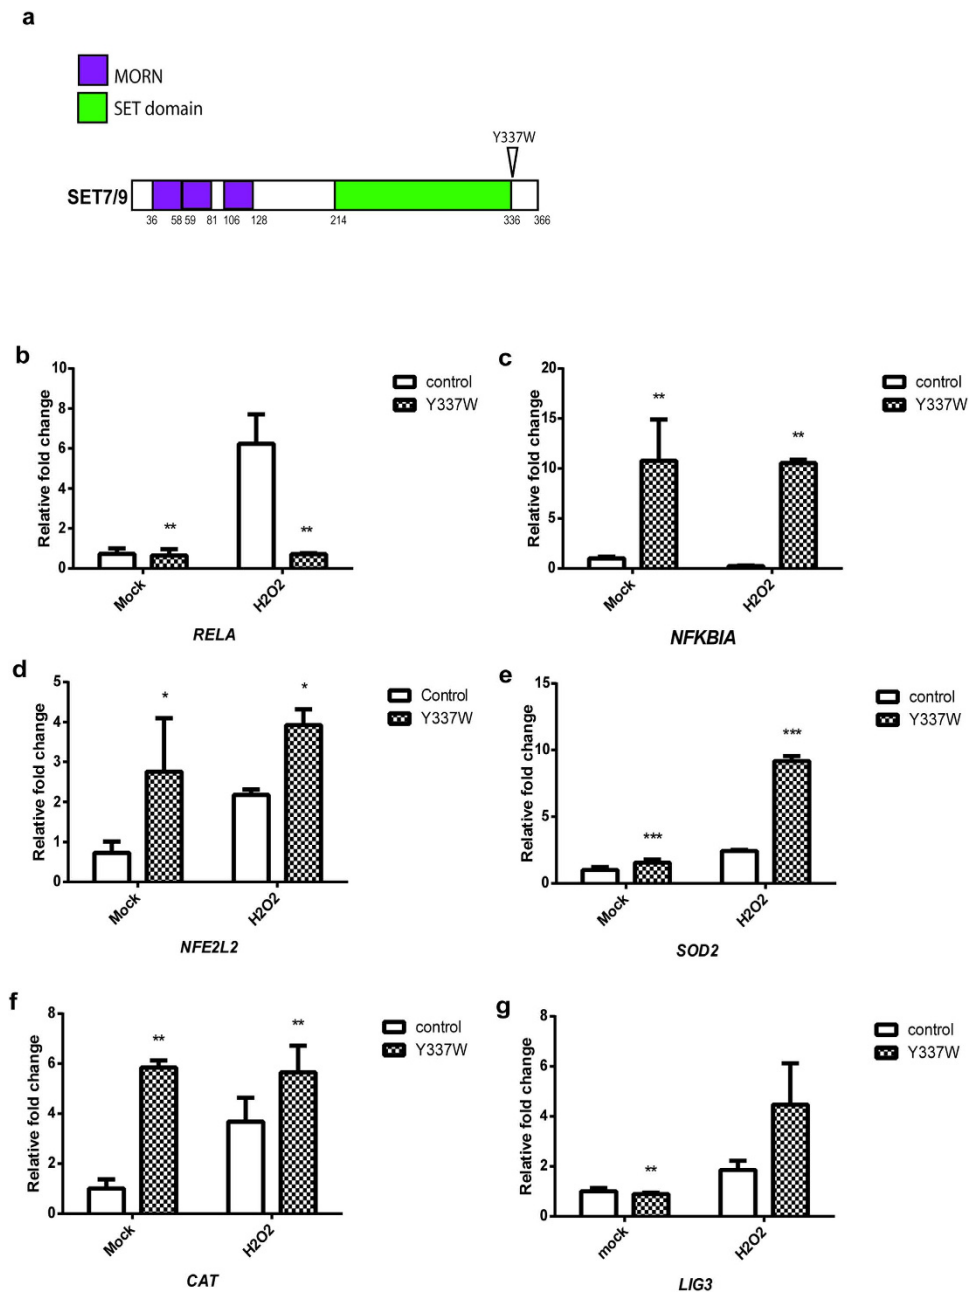 a
MORN
SET domain
Y337W
SET7/9
36 58 59 81 106 128 214 336 366
b
Relative fold change
10
8
6
4
2
0
** **
Mock H2O2
RELA
control
Y337W
c
Relative fold change
20
15
10
5
0
** **
Mock H2O2
NFKBIA
control
Y337W
d
Relative fold change
5
4
3
2
1
0
* *
Mock H2O2
NFE2L2
Control
Y337W
e
Relative fold change
15
10
5
0
*** ***
Mock H2O2
SOD2
control
Y337W
f
Relative fold change
8
6
4
2
0
** **
Mock H2O2
CAT
control
Y337W
g
Relative fold change
8
6
4
2
0
**
mock H2O2
LIG3
control
Y337W